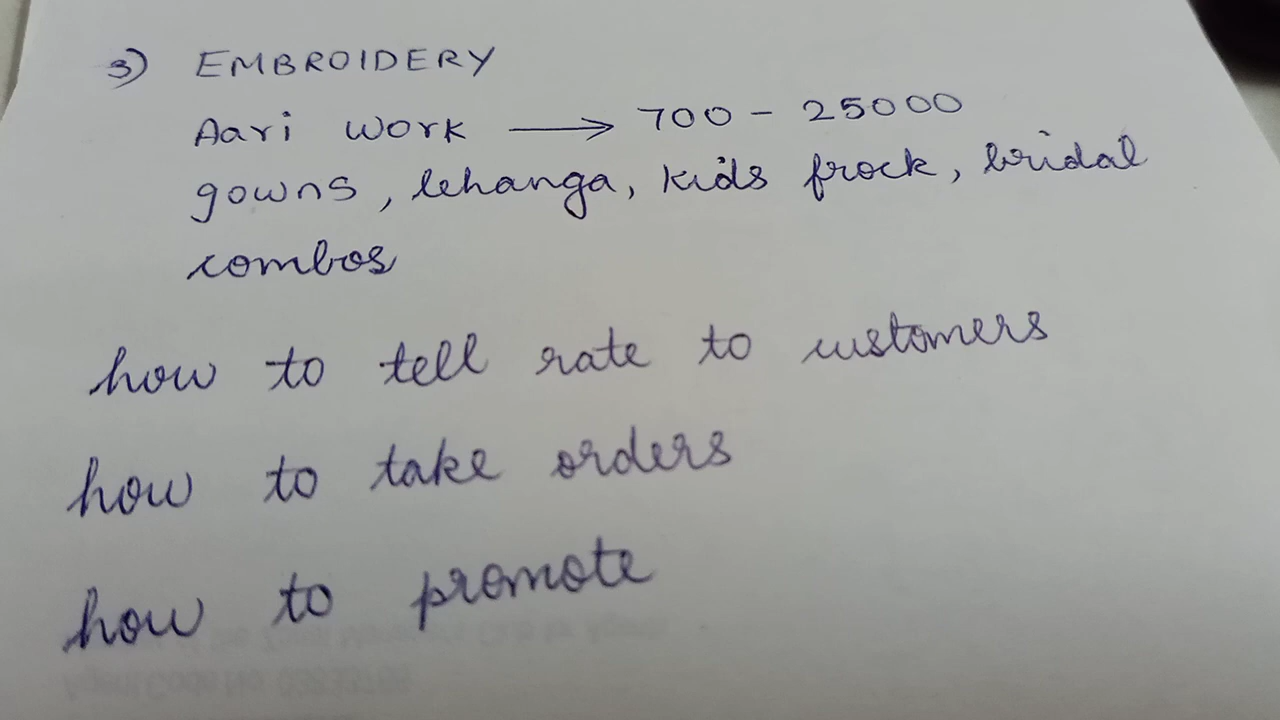 3) EMBROIDERY
Aari work ⟶ 700 - 25000
gowns, lehanga, kids frock, bridal
combos
how to tell rate to customers
how to take orders
how to promote